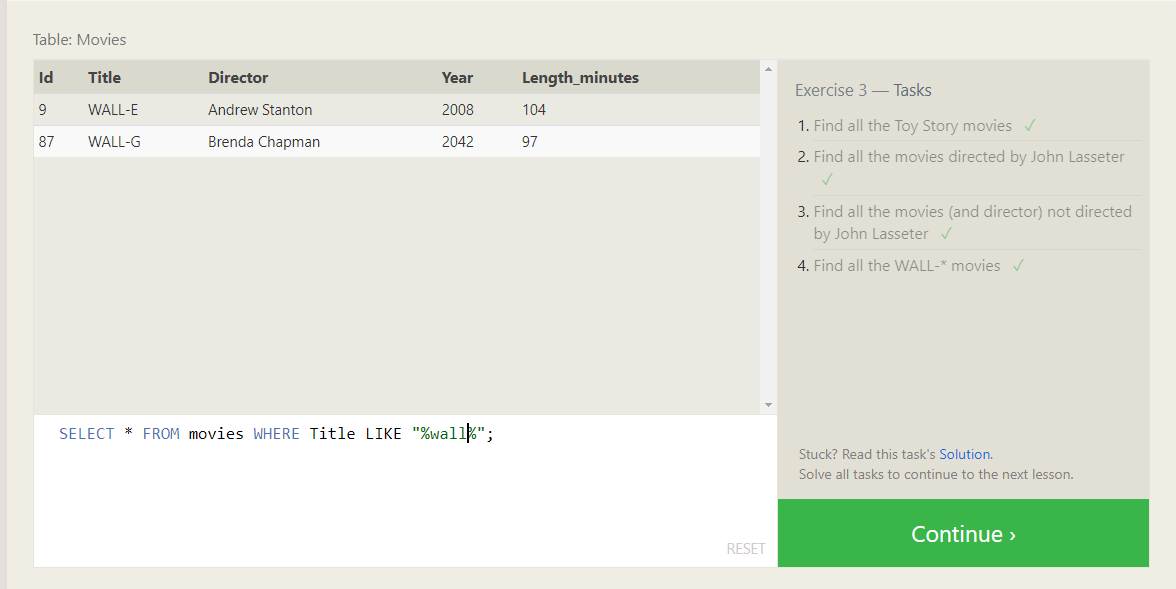 Table: Movies
Id Title Director Year Length_minutes
9 WALL-E Andrew Stanton 2008 104
87 WALL-G Brenda Chapman 2042 97
SELECT * FROM movies WHERE Title LIKE "%wall%";
RESET
Exercise 3 — Tasks
1. Find all the Toy Story movies ✓
2. Find all the movies directed by John Lasseter
✓
3. Find all the movies (and director) not directed
by John Lasseter ✓
4. Find all the WALL-* movies ✓
Stuck? Read this task's Solution.
Solve all tasks to continue to the next lesson.
Continue ›